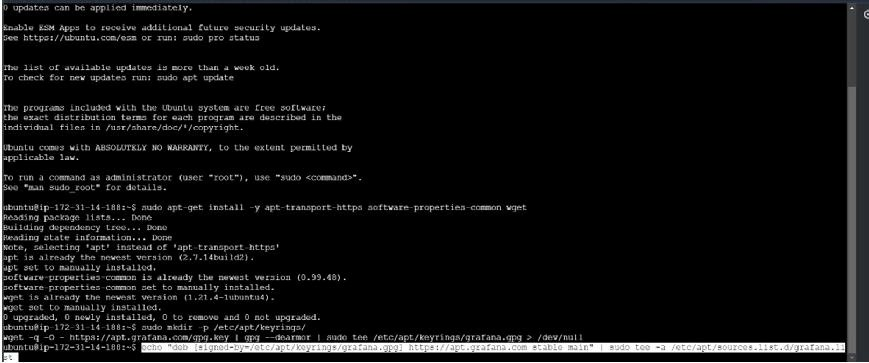 0 updates can be applied immediately.
Enable ESM Apps to receive additional future security updates.
See https://ubuntu.com/esm or run: sudo pro status
The list of available updates is more than a week old.
To check for new updates run: sudo apt update
The programs included with the Ubuntu system are free software;
the exact distribution terms for each program are described in the
individual files in /usr/share/doc/*/copyright.
Ubuntu comes with ABSOLUTELY NO WARRANTY, to the extent permitted by
applicable law.
To run a command as administrator (user "root"), use "sudo <command>".
See "man sudo_root" for details.
ubuntu@ip-172-31-14-188:~$ sudo apt-get install -y apt-transport-https software-properties-common wget
Reading package lists... Done
Building dependency tree... Done
Reading state information... Done
Note, selecting 'apt' instead of 'apt-transport-https'
apt is already the newest version (2.7.14build2).
apt set to manually installed.
software-properties-common is already the newest version (0.99.48).
software-properties-common set to manually installed.
wget is already the newest version (1.21.4-1ubuntu4).
wget set to manually installed.
0 upgraded, 0 newly installed, 0 to remove and 0 not upgraded.
ubuntu@ip-172-31-14-188:~$ sudo mkdir -p /etc/apt/keyrings/
wget -q -O - https://apt.grafana.com/gpg.key | gpg --dearmor | sudo tee /etc/apt/keyrings/grafana.gpg > /dev/null
ubuntu@ip-172-31-14-188:~$ echo "deb [signed-by=/etc/apt/keyrings/grafana.gpg] https://apt.grafana.com stable main" | sudo tee -a /etc/apt/sources.list.d/grafana.li
st